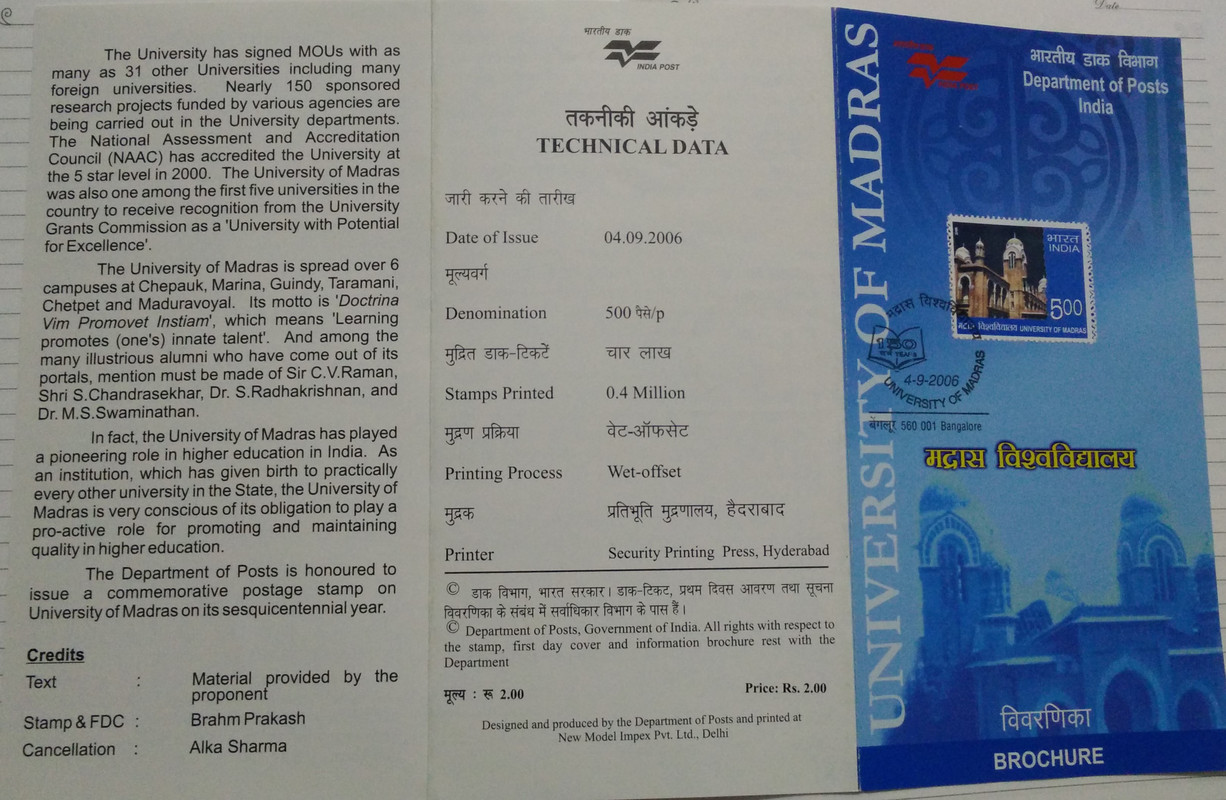 The University has signed MOUs with as
many as 31 other Universities including many
foreign universities. Nearly 150 sponsored
research projects funded by various agencies are
being carried out in the University departments.
The National Assessment and Accreditation
Council (NAAC) has accredited the University at
the 5 star level in 2000. The University of Madras
was also one among the first five universities in the
country to receive recognition from the University
Grants Commission as a 'University with Potential
for Excellence'.
The University of Madras is spread over 6
campuses at Chepauk, Marina, Guindy, Taramani,
Chetpet and Maduravoyal. Its motto is 'Doctrina
Vim Promovet Instiam', which means 'Learning
promotes (one's) innate talent'. And among the
many illustrious alumni who have come out of its
portals, mention must be made of Sir C.V.Raman,
Shri S.Chandrasekhar, Dr. S.Radhakrishnan, and
Dr. M.S.Swaminathan.
In fact, the University of Madras has played
a pioneering role in higher education in India. As
an institution, which has given birth to practically
every other university in the State, the University of
Madras is very conscious of its obligation to play a
pro-active role for promoting and maintaining
quality in higher education.
The Department of Posts is honoured to
issue a commemorative postage stamp on
University of Madras on its sesquicentennial year.
Credits
Text : Material provided by the
proponent
Stamp & FDC : Brahm Prakash
Cancellation : Alka Sharma
भारतीय डाक
INDIA POST
तकनीकी आंकड़े
TECHNICAL DATA
जारी करने की तारीख
Date of Issue 04.09.2006
मूल्यवर्ग
Denomination 500 पैसे/p
मुद्रित डाक-टिकटें चार लाख
Stamps Printed 0.4 Million
मुद्रण प्रक्रिया वेट-ऑफसेट
Printing Process Wet-offset
मुद्रक प्रतिभूति मुद्रणालय, हैदराबाद
Printer Security Printing Press, Hyderabad
© डाक विभाग, भारत सरकार। डाक-टिकट, प्रथम दिवस आवरण तथा सूचना
विवरणिका के संबंध में सर्वाधिकार विभाग के पास हैं।
© Department of Posts, Government of India. All rights with respect to
the stamp, first day cover and information brochure rest with the
Department
मूल्य : रू 2.00 Price: Rs. 2.00
Designed and produced by the Department of Posts and printed at
New Model Impex Pvt. Ltd., Delhi
Date
UNIVERSITY OF MADRAS
भारतीय डाक विभाग
Department of Posts
India
भारत
INDIA
500
मद्रास विश्वविद्यालय UNIVERSITY OF MADRAS
मद्रास
150
YEARS
4-9-2006
UNIVERSITY OF MADRAS
बेंगलूर 560 001 Bangalore
मद्रास विश्वविद्यालय
विवरणिका
BROCHURE